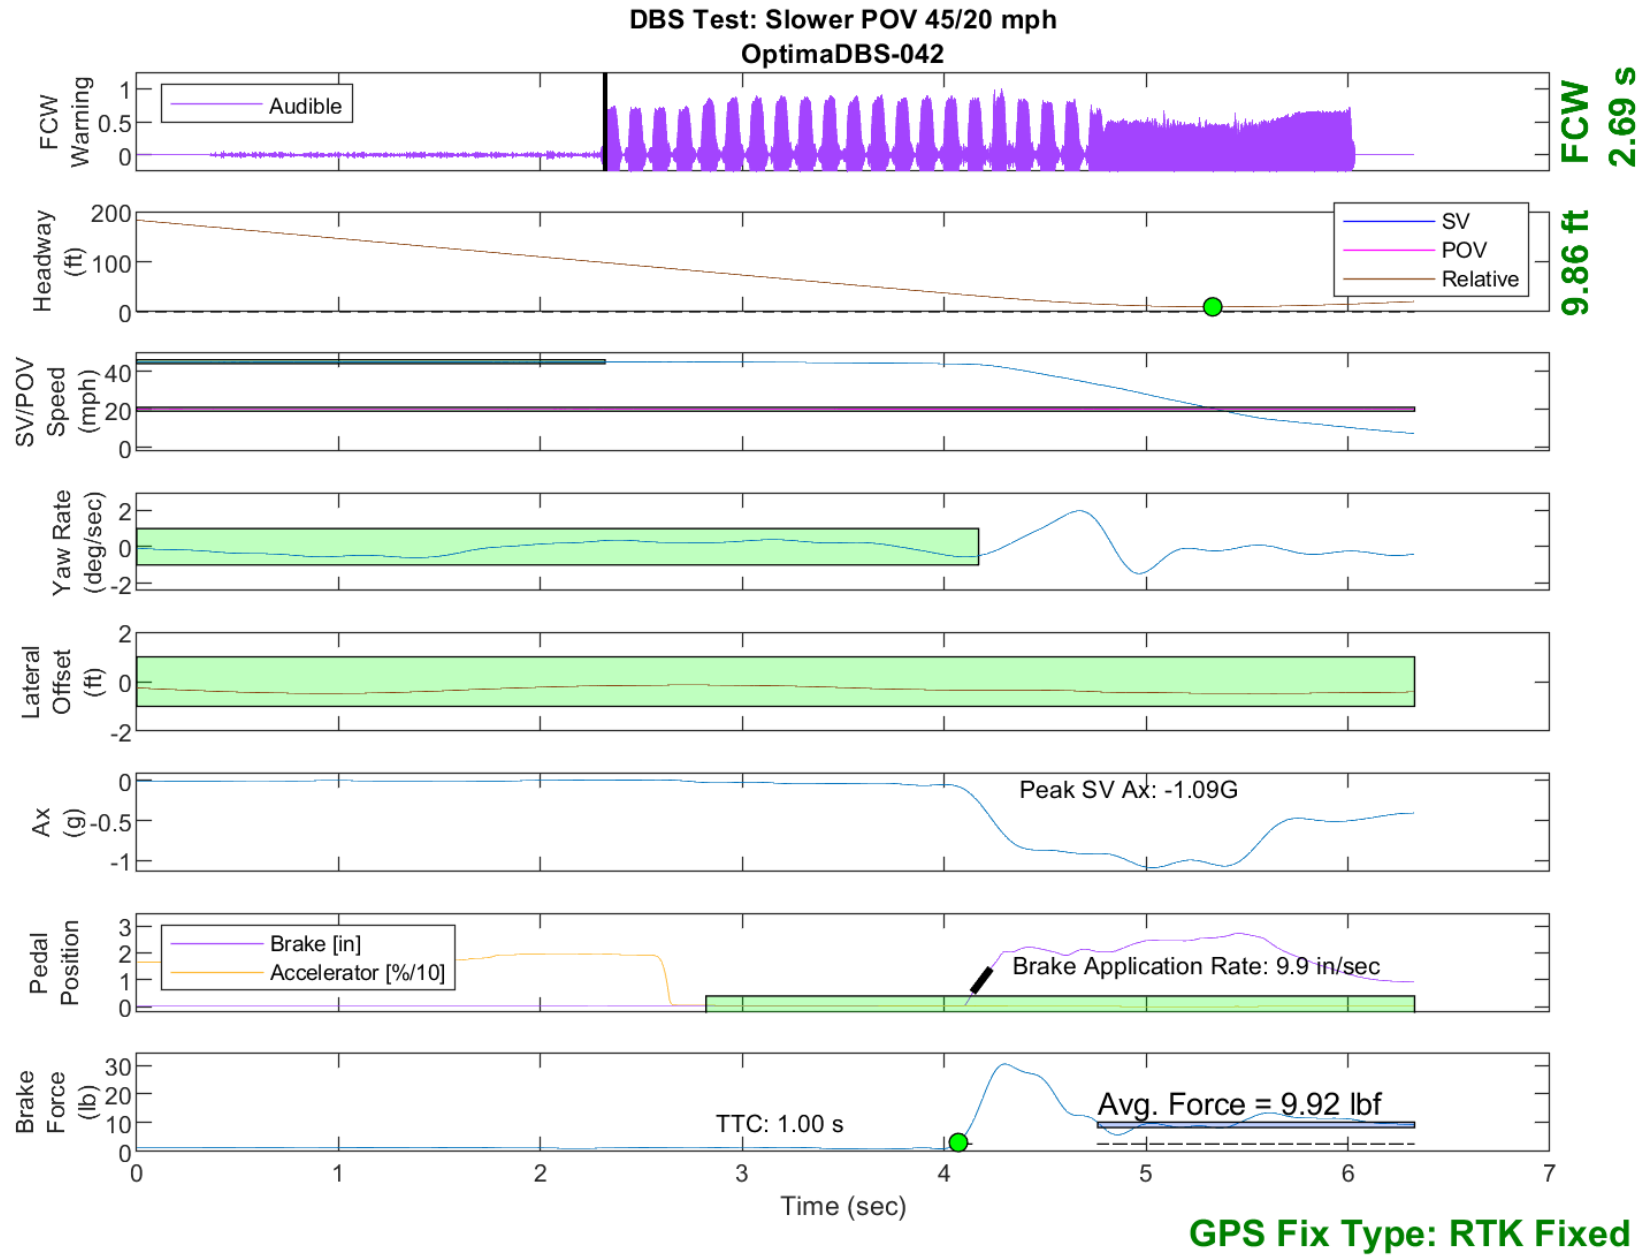 DBS Test: Slower POV 45/20 mph
OptimaDBS-042
FCW
Warning
1
0.5
0
Audible
FCW
2.69 s
Headway
(ft)
200
100
0
SV
POV
Relative
9.86 ft
SV/POV
Speed
(mph)
40
20
0
Yaw Rate
(deg/sec)
2
0
-2
Lateral
Offset
(ft)
2
0
-2
Ax
(g)
0
-0.5
-1
Peak SV Ax: -1.09G
Pedal
Position
3
2
1
0
Brake [in]
Accelerator [%/10]
Brake Application Rate: 9.9 in/sec
Brake
Force
(lb)
30
20
10
0
TTC: 1.00 s
Avg. Force = 9.92 lbf
0 1 2 3 4 5 6 7
Time (sec)
GPS Fix Type: RTK Fixed